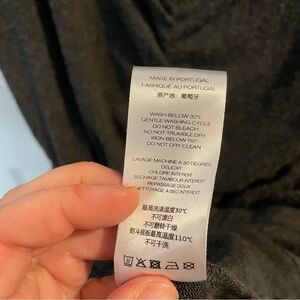 MADE IN PORTUGAL
FABRIQUÉ AU PORTUGAL
原产地: 葡萄牙
WASH BELOW 30°C
GENTLE WASHING CYCLE
DO NOT BLEACH
NO NOT TRUMBLE DRY
IRON BELOW 110°
DO NOT DRY CLEAN
LAVAGE MACHINE A 30 DEGRES
DELICAT
CHLORE INTERDIT
SECHAGE TAMBOUR INTERDIT
REPASSAGE DOUX
NETTOYAGE A SEC INTERDIT
最高洗涤温度30℃
不可漂白
不可翻转干燥
熨斗底板最高温度110℃
不可干洗